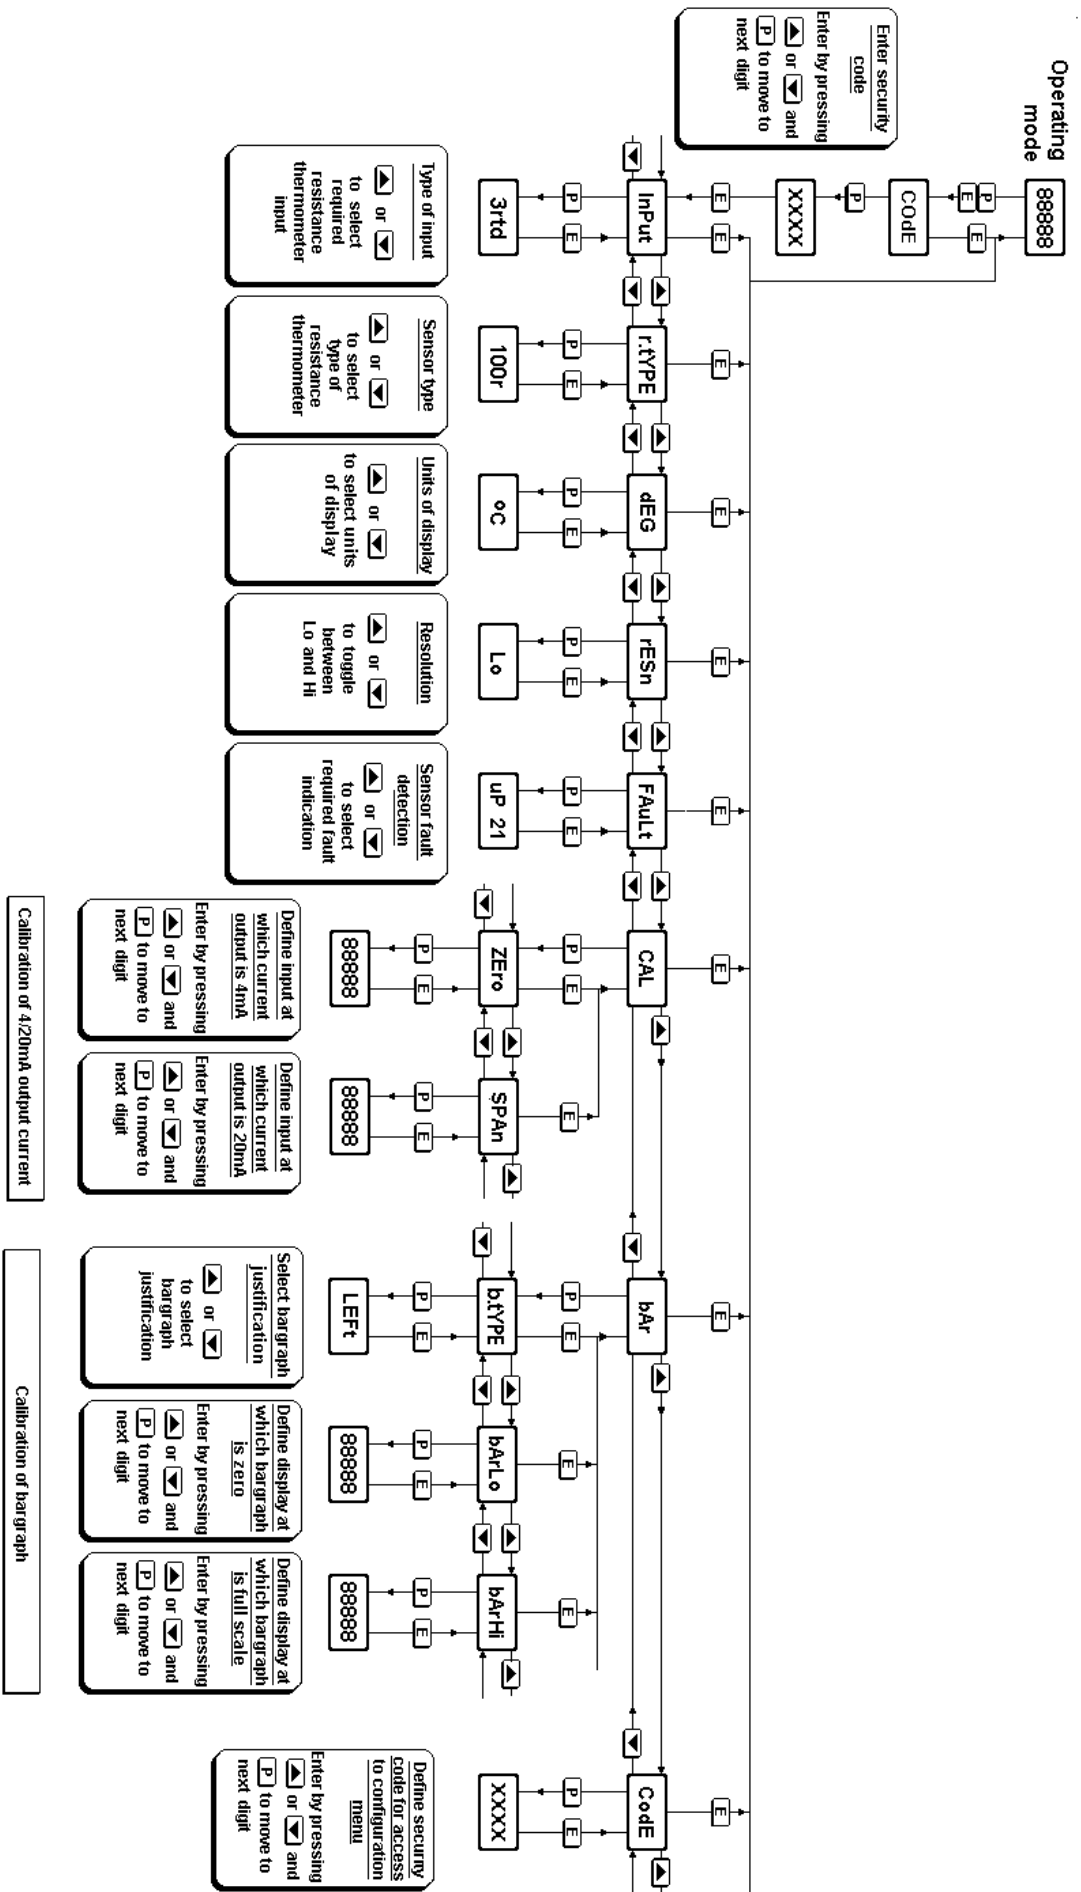 Operating
mode
88888
P
E
E
COdE
P
XXXX
E
E
Enter security
code
Enter by pressing
▲ or ▼ and
P to move to
next digit
▼
InPut
P
E
3rtd
Type of input
▲ or ▼
to select
required
resistance
thermometer
input
▲
▼
E
r.tYPE
P
E
100r
Sensor type
▲ or ▼
to select
type of
resistance
thermometer
▲
▼
E
dEG
P
E
ºC
Units of display
▲ or ▼
to select units
of display
▲
▼
E
rESn
P
E
Lo
Resolution
▲ or ▼
to toggle
between
Lo and Hi
▲
▼
E
FAuLt
P
E
uP 21
Sensor fault
detection
▲ or ▼
to select
required fault
indication
▲
▼
E
CAL
▲
P
E
▼
ZEro
P
E
88888
Define input at
which current
output is 4mA
Enter by pressing
▲ or ▼ and
P to move to
next digit
▲
▼
E
SPAn
▲
P
E
88888
Define input at
which current
output is 20mA
Enter by pressing
▲ or ▼ and
P to move to
next digit
Calibration of 4/20mA output current
▼
E
bAr
▲
P
E
▼
b.tYPE
P
E
LEFt
Select bargraph
justification
▲ or ▼
to select
bargraph
justification
▲
▼
E
bArLo
P
E
88888
Define display at
which bargraph
is zero
Enter by pressing
▲ or ▼ and
P to move to
next digit
▲
▼
E
bArHi
▲
P
E
88888
Define display at
which bargraph
is full scale
Enter by pressing
▲ or ▼ and
P to move to
next digit
Calibration of bargraph
▼
E
CodE
▲
P
E
XXXX
Define security
code for access
to configuration
menu
Enter by pressing
▲ or ▼ and
P to move to
next digit